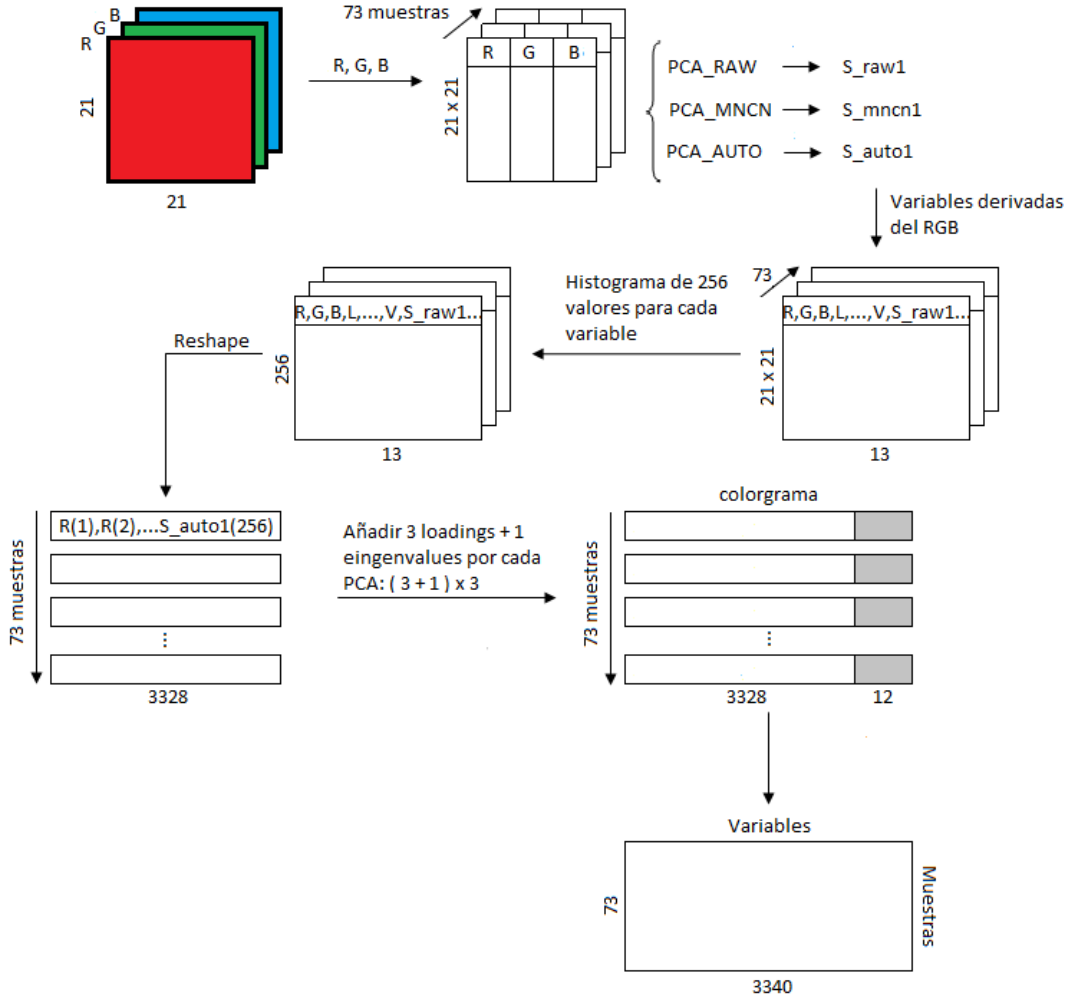 B
G
R
21
21
R, G, B
73 muestras
R G B
21 x 21
PCA_RAW
S_raw1
PCA_MNCN
S_mncn1
PCA_AUTO
S_auto1
Variables derivadas
del RGB
73
R,G,B,L,...,V,S_raw1...
21 x 21
13
Histograma de 256
valores para cada
variable
R,G,B,L,...,V,S_raw1...
256
13
Reshape
R(1),R(2),...S_auto1(256)
73 muestras
...
3328
Añadir 3 loadings + 1
eingenvalues por cada
PCA: ( 3 + 1 ) x 3
colorgrama
73 muestras
...
3328
12
Variables
73
Muestras
3340